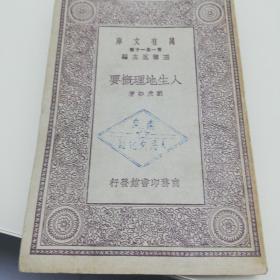 萬有文庫
第一集一千種
王雲五主編
人生地理概要
劉虎如著
商務印書館發行